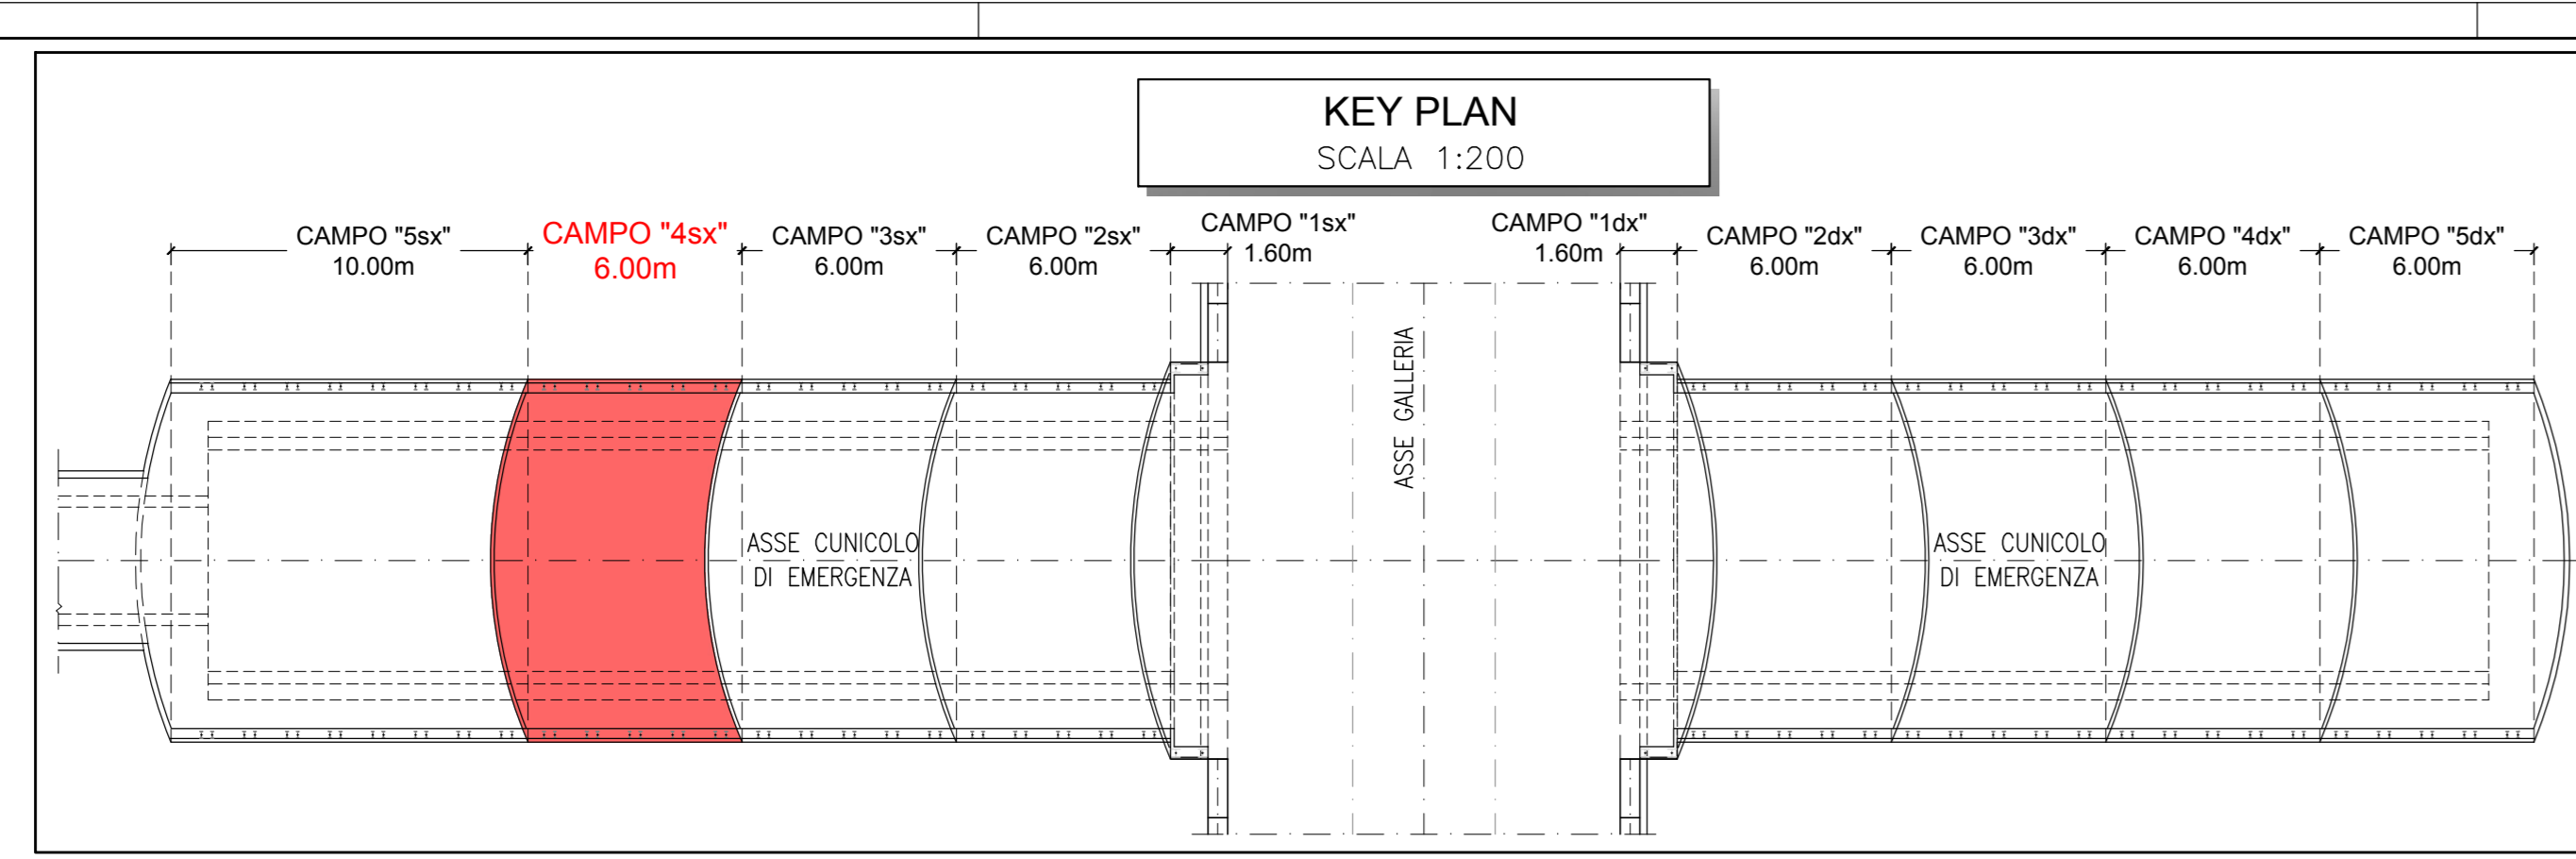 KEY PLAN
SCALA 1:200
CAMPO "5sx"
10.00m
CAMPO "4sx"
6.00m
CAMPO "3sx"
6.00m
CAMPO "2sx"
6.00m
CAMPO "1sx"
1.60m
CAMPO "1dx"
1.60m
CAMPO "2dx"
6.00m
CAMPO "3dx"
6.00m
CAMPO "4dx"
6.00m
CAMPO "5dx"
6.00m
ASSE GALLERIA
ASSE CUNICOLO
DI EMERGENZA
ASSE CUNICOLO
DI EMERGENZA